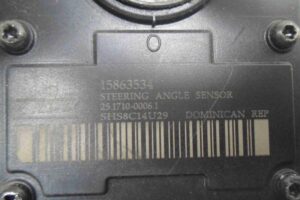 15863534
STEERING ANGLE SENSOR
25.1710-0006.1
SHS8C14U29 DOMINICAN REP